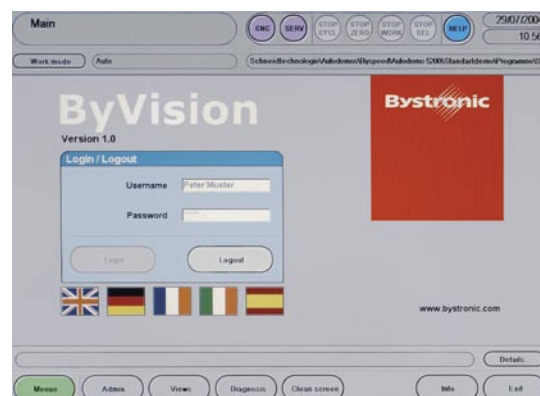 Main
CNC SERV STOP CYCL. STOP ZERO STOP WORK STOP SEL HELP
29/07/200
10:56
Work mode Auto
ByVision
Version 1.0
Bystronic
Login / Logout
Username Peter Muster
Password
Login Logout
www.bystronic.com
Details
Menus Admin Views Diagnosis Clean screen Info Exit